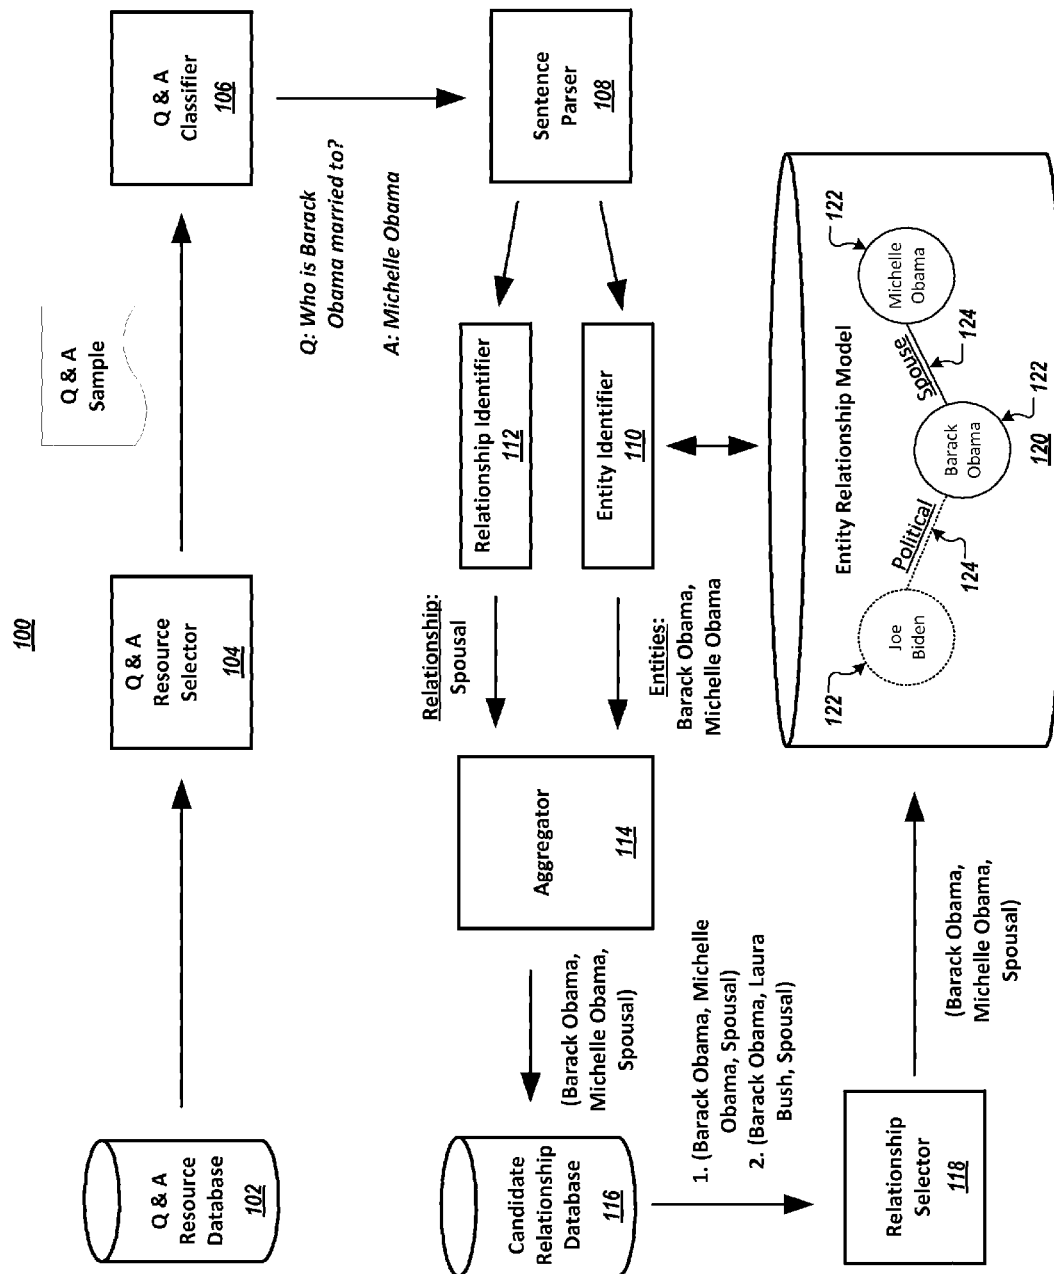 100
Q & A
Resource
Database
102
Q & A
Resource
Selector
104
Q & A
Sample
Q & A
Classifier
106
Q: Who is Barack
Obama married to?
A: Michelle Obama
Sentence
Parser
108
Relationship Identifier
112
Entity Identifier
110
Relationship:
Spousal
Entities:
Barack Obama,
Michelle Obama
Aggregator
114
(Barack Obama,
Michelle Obama,
Spousal)
Candidate
Relationship
Database
116
1. (Barack Obama, Michelle
Obama, Spousal)
2. (Barack Obama, Laura
Bush, Spousal)
Relationship
Selector
118
(Barack Obama,
Michelle Obama,
Spousal)
Entity Relationship Model
122
Joe
Biden
Political
124
Barack
Obama
122
Spouse
124
Michelle
Obama
122
120